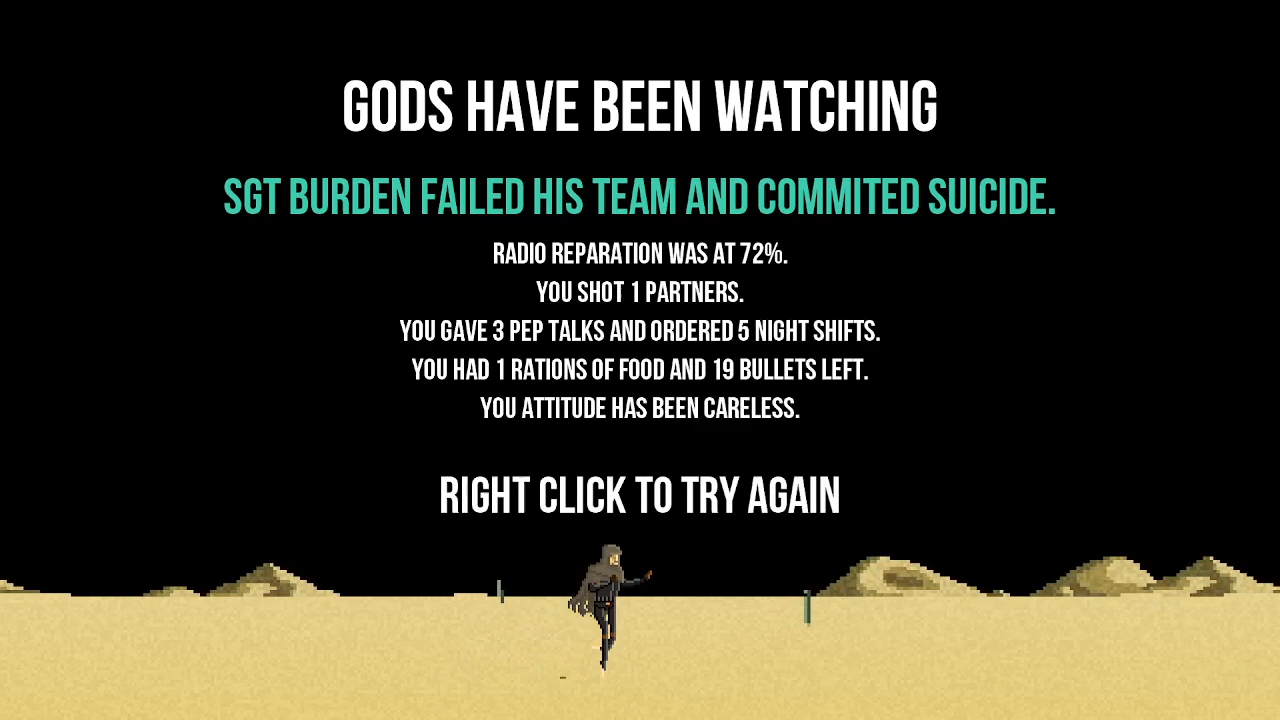 GODS HAVE BEEN WATCHING
SGT BURDEN FAILED HIS TEAM AND COMMITED SUICIDE.
RADIO REPARATION WAS AT 72%.
YOU SHOT 1 PARTNERS.
YOU GAVE 3 PEP TALKS AND ORDERED 5 NIGHT SHIFTS.
YOU HAD 1 RATIONS OF FOOD AND 19 BULLETS LEFT.
YOU ATTITUDE HAS BEEN CARELESS.
RIGHT CLICK TO TRY AGAIN